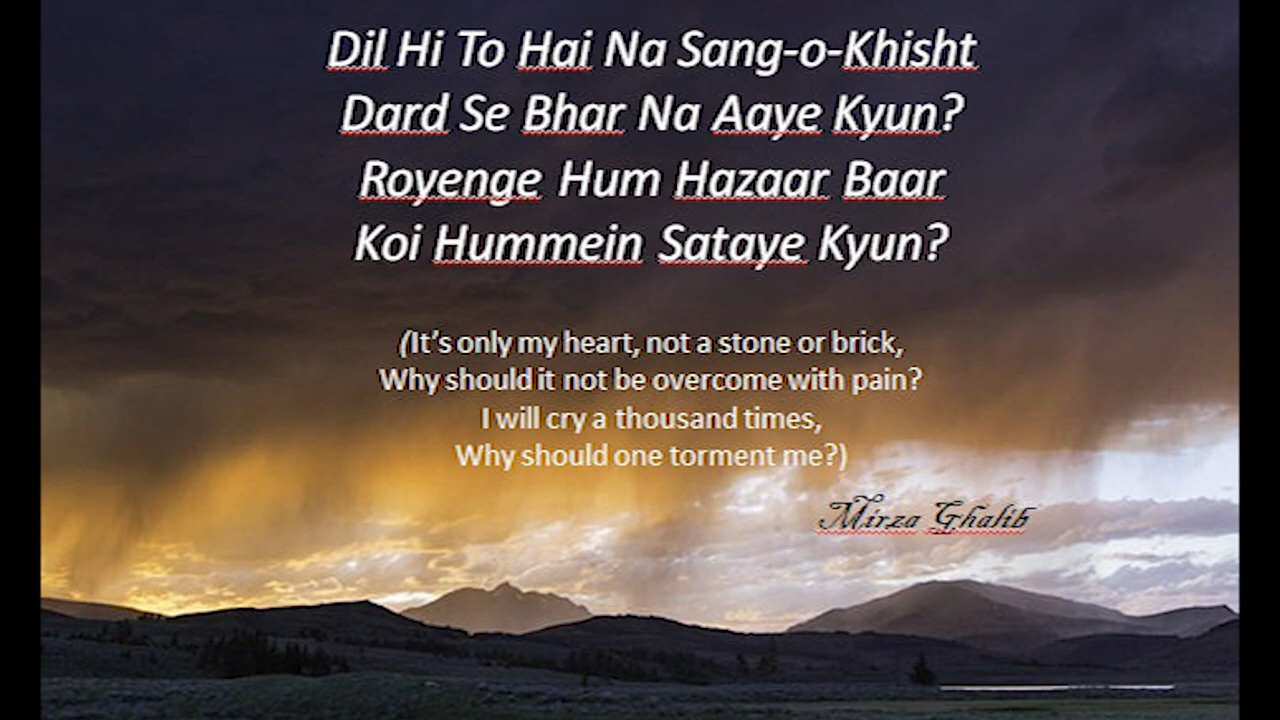 Dil Hi To Hai Na Sang-o-Khisht
Dard Se Bhar Na Aaye Kyun?
Royenge Hum Hazaar Baar
Koi Hummein Sataye Kyun?
(It’s only my heart, not a stone or brick,
Why should it not be overcome with pain?
I will cry a thousand times,
Why should one torment me?)
Mirza Ghalib